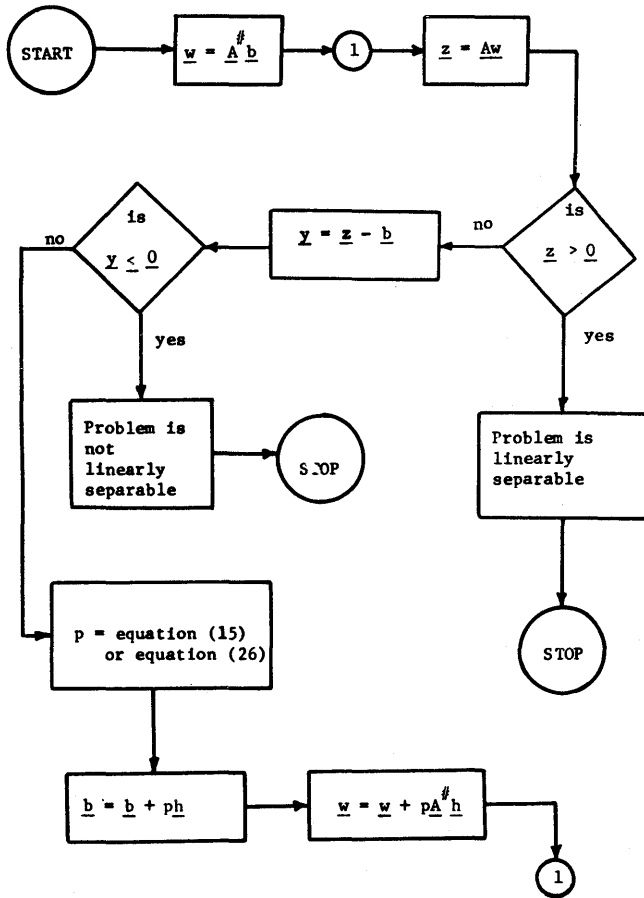 START
w = A# b
1
z = Aw
is
z > 0
no
y = z - b
is
y ≤ 0
no
yes
yes
Problem is
not
linearly
separable
STOP
Problem is
linearly
separable
STOP
p = equation (15)
or equation (26)
b = b + ph
w = w + pA# h
1